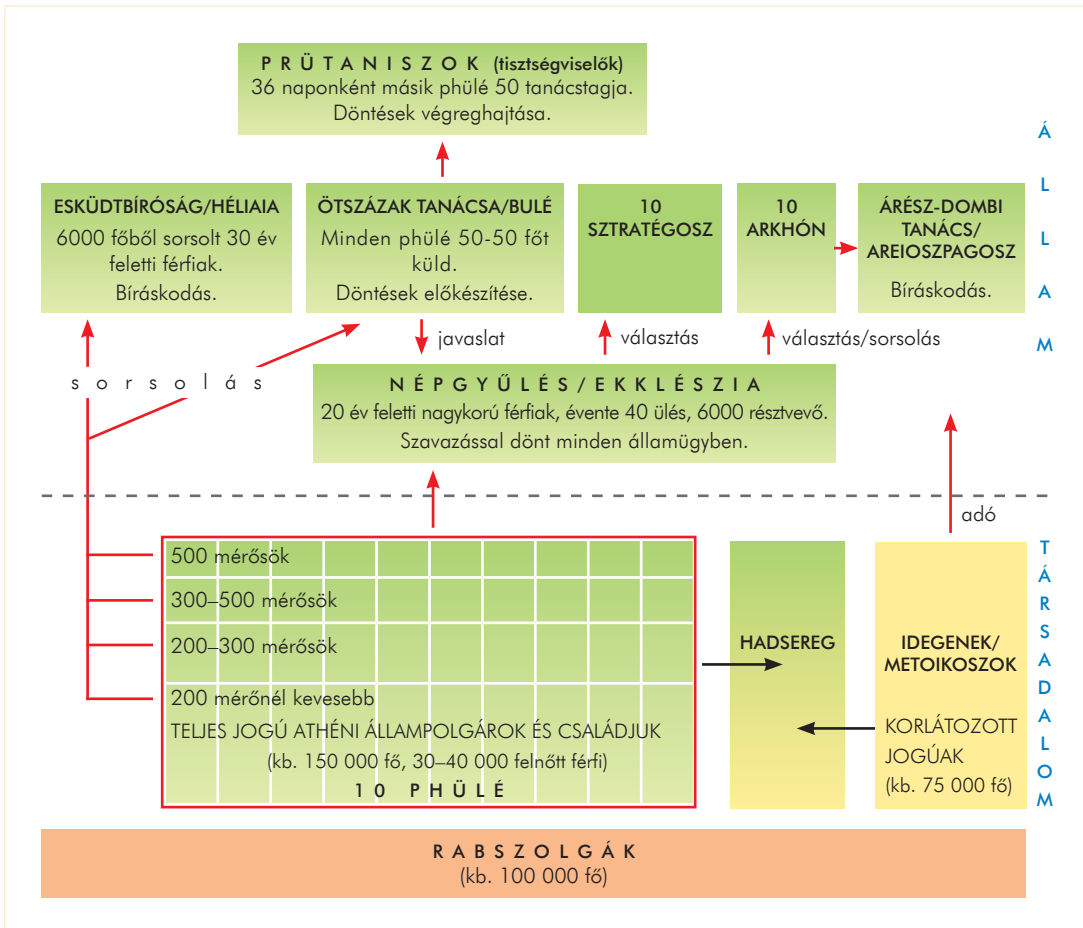 PRÜTANISZOK (tisztségviselők)
36 naponként másik phülé 50 tanácstagja.
Döntések végreghajtása.
ESKÜDTBÍRÓSÁG/HÉLIAIA
6000 főből sorsolt 30 év
feletti férfiak.
Bíráskodás.
ÖTSZÁZAK TANÁCSA/BULÉ
Minden phülé 50-50 főt
küld.
Döntések előkészítése.
10
SZTRATÉGOSZ
10
ARKHÓN
ÁRÉSZ-DOMBI
TANÁCS/
AREIOSZPAGOSZ
Bíráskodás.
ÁLLAM
sorsolás
javaslat
választás
választás/sorsolás
NÉPGYŰLÉS/EKKLÉSZIA
20 év feletti nagykorú férfiak, évente 40 ülés, 6000 résztvevő.
Szavazással dönt minden államügyben.
adó
500 mérősök
300–500 mérősök
200–300 mérősök
200 mérőnél kevesebb
TELJES JOGÚ ATHÉNI ÁLLAMPOLGÁROK ÉS CSALÁDJUK
(kb. 150 000 fő, 30–40 000 felnőtt férfi)
10 PHÜLÉ
HADSEREG
IDEGENEK/
METOIKOSZOK
KORLÁTOZOTT
JOGÚAK
(kb. 75 000 fő)
TÁRSADALOM
RABSZOLGÁK
(kb. 100 000 fő)